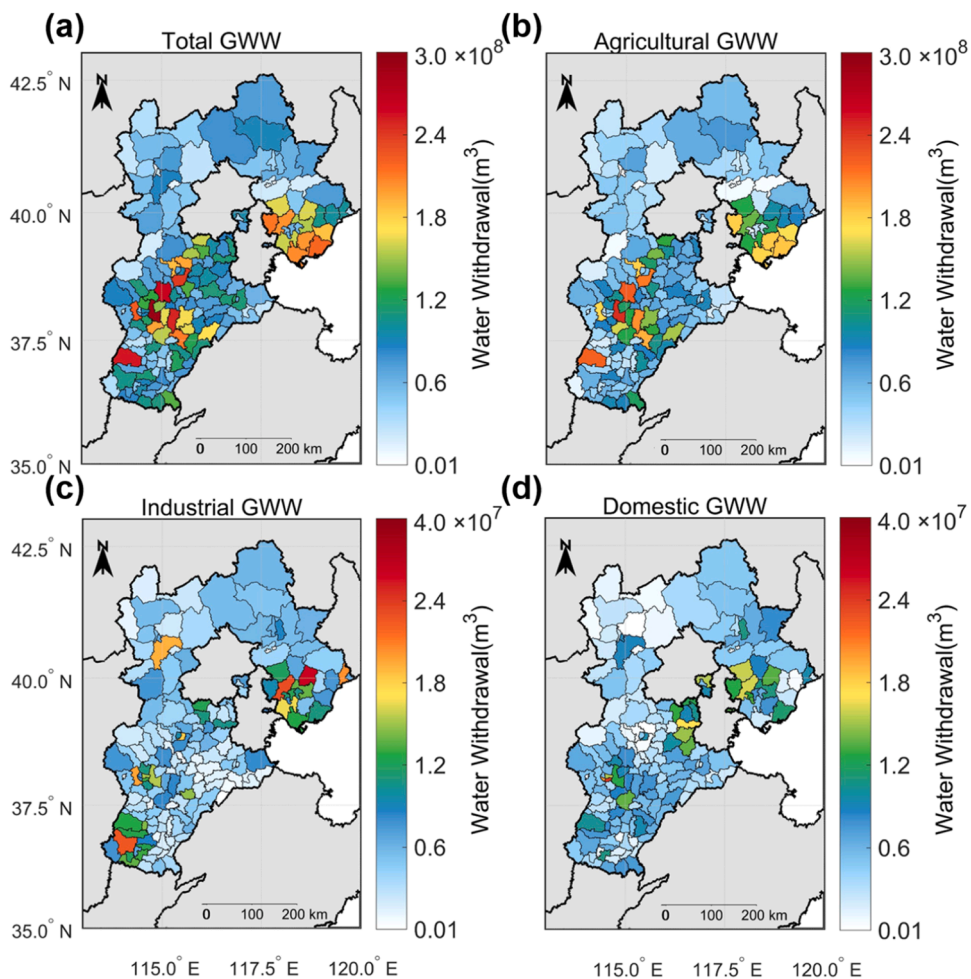 (a) Total GWW
3.0 ×10⁸
2.4
1.8
1.2
0.6
0.01
Water Withdrawal(m³)
N
42.5° N
40.0° N
37.5° N
35.0° N
0 100 200 km
(b) Agricultural GWW
3.0 ×10⁸
2.4
1.8
1.2
0.6
0.01
Water Withdrawal(m³)
N
0 100 200 km
(c) Industrial GWW
4.0 ×10⁷
2.4
1.8
1.2
0.6
0.01
Water Withdrawal(m³)
N
42.5° N
40.0° N
37.5° N
35.0° N
0 100 200 km
115.0° E 117.5° E 120.0° E
(d) Domestic GWW
4.0 ×10⁷
2.4
1.8
1.2
0.6
0.01
Water Withdrawal(m³)
N
0 100 200 km
115.0° E 117.5° E 120.0° E